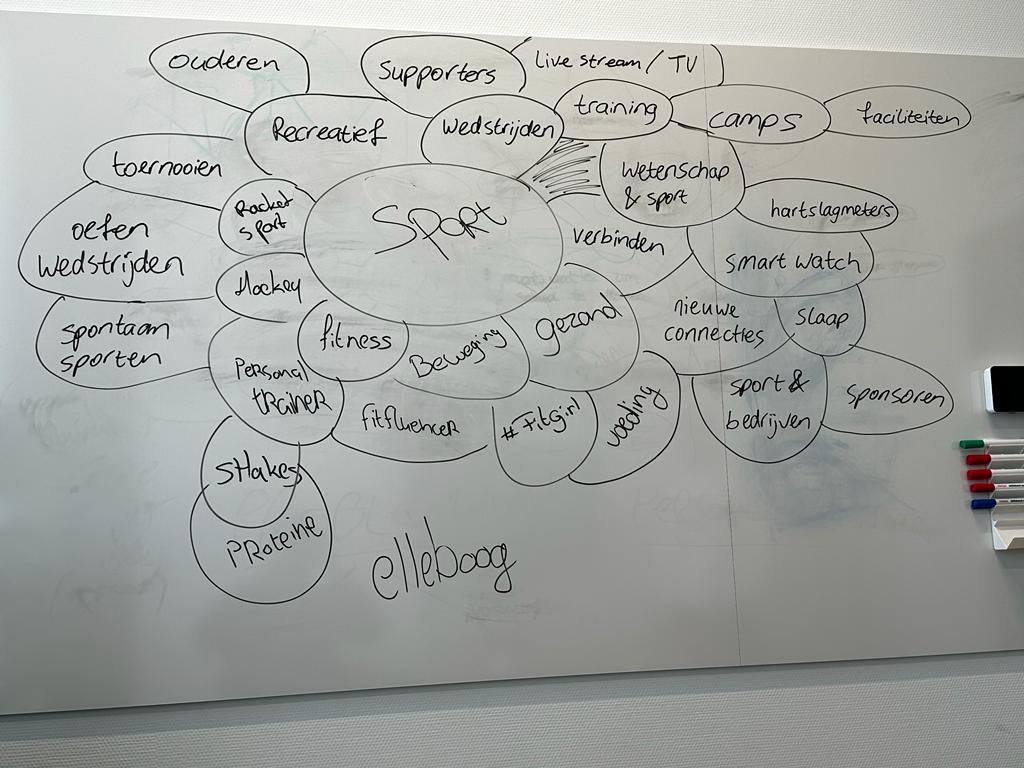 ouderen
supporters
Live stream / TV
Recreatief
wedstrijden
training
camps
faciliteiten
toernooien
Racket
sport
Sport
wetenschap
& sport
hartslagmeters
oefen
wedstrijden
verbinden
smart watch
Hockey
spontaan
sporten
fitness
Beweging
gezond
nieuwe
connecties
slaap
Personal
trainer
fitfluencer
#Fitgirl
voeding
sport &
bedrijven
sponsoren
SHakes
PRoteine
elleboog